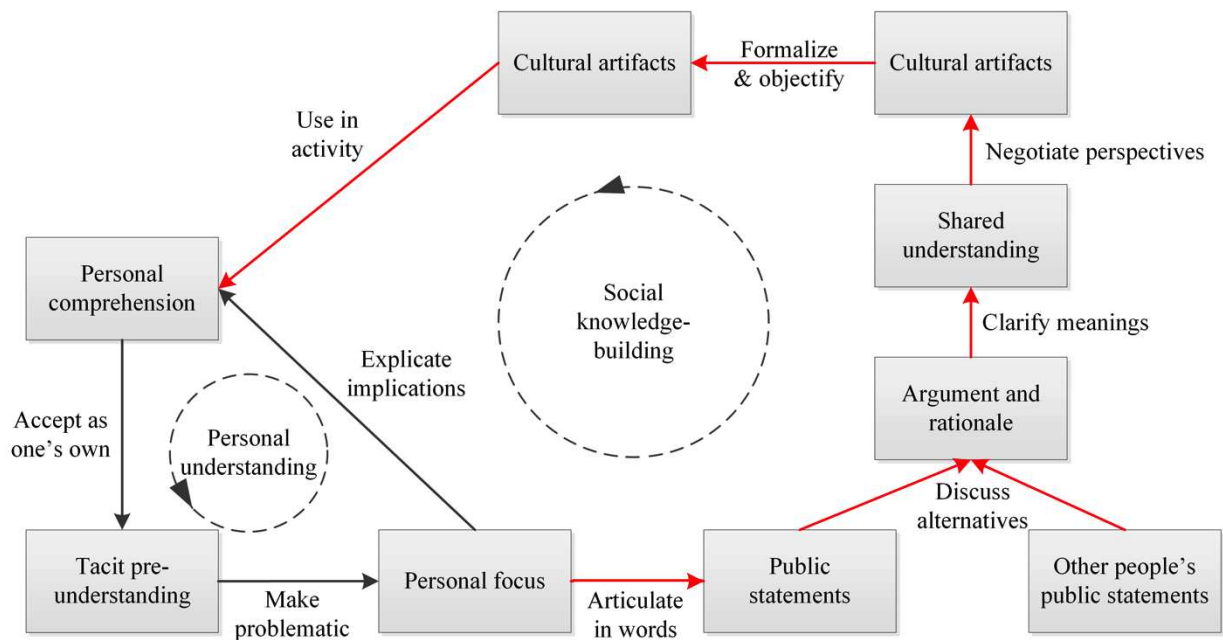 Cultural artifacts
Formalize
& objectify
Cultural artifacts
Use in
activity
Negotiate perspectives
Shared
understanding
Personal
comprehension
Social
knowledge-
building
Clarify meanings
Explicate
implications
Argument and
rationale
Accept as
one’s own
Personal
understanding
Discuss
alternatives
Tacit pre-
understanding
Make
problematic
Personal focus
Articulate
in words
Public
statements
Other people’s
public statements